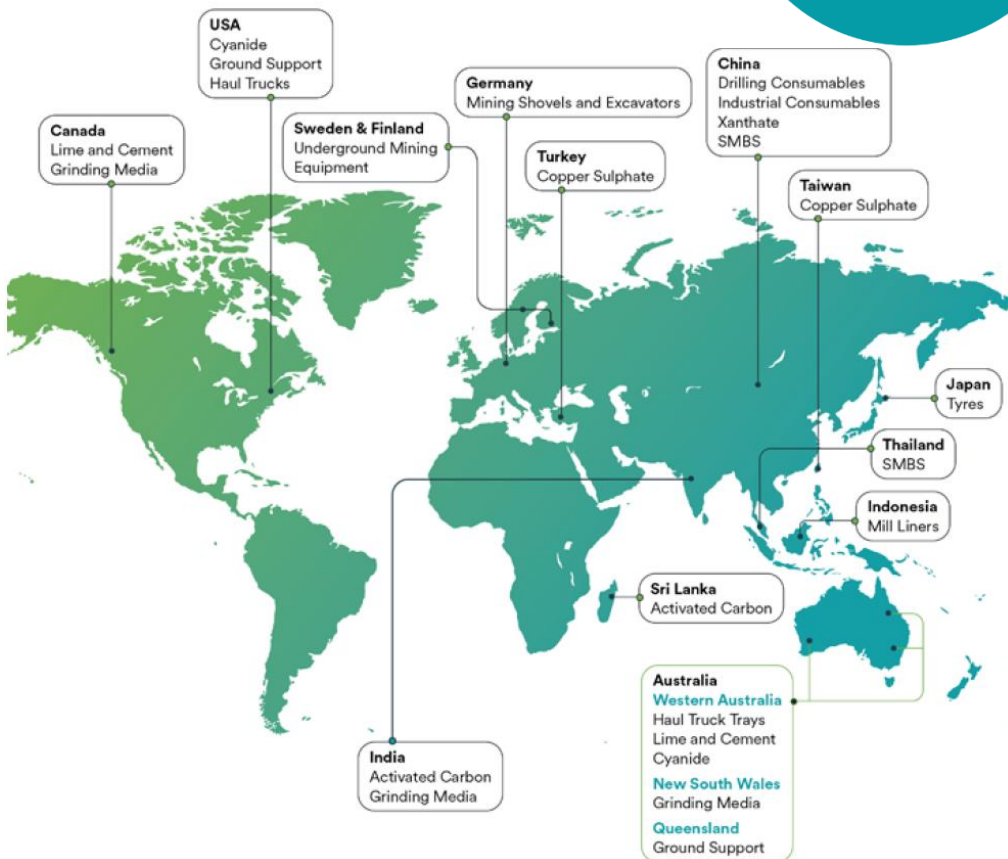 USA
Cyanide
Ground Support
Haul Trucks
Canada
Lime and Cement
Grinding Media
Sweden & Finland
Underground Mining
Equipment
Germany
Mining Shovels and Excavators
Turkey
Copper Sulphate
China
Drilling Consumables
Industrial Consumables
Xanthate
SMBS
Taiwan
Copper Sulphate
Japan
Tyres
Thailand
SMBS
Indonesia
Mill Liners
Sri Lanka
Activated Carbon
India
Activated Carbon
Grinding Media
Australia
Western Australia
Haul Truck Trays
Lime and Cement
Cyanide
New South Wales
Grinding Media
Queensland
Ground Support